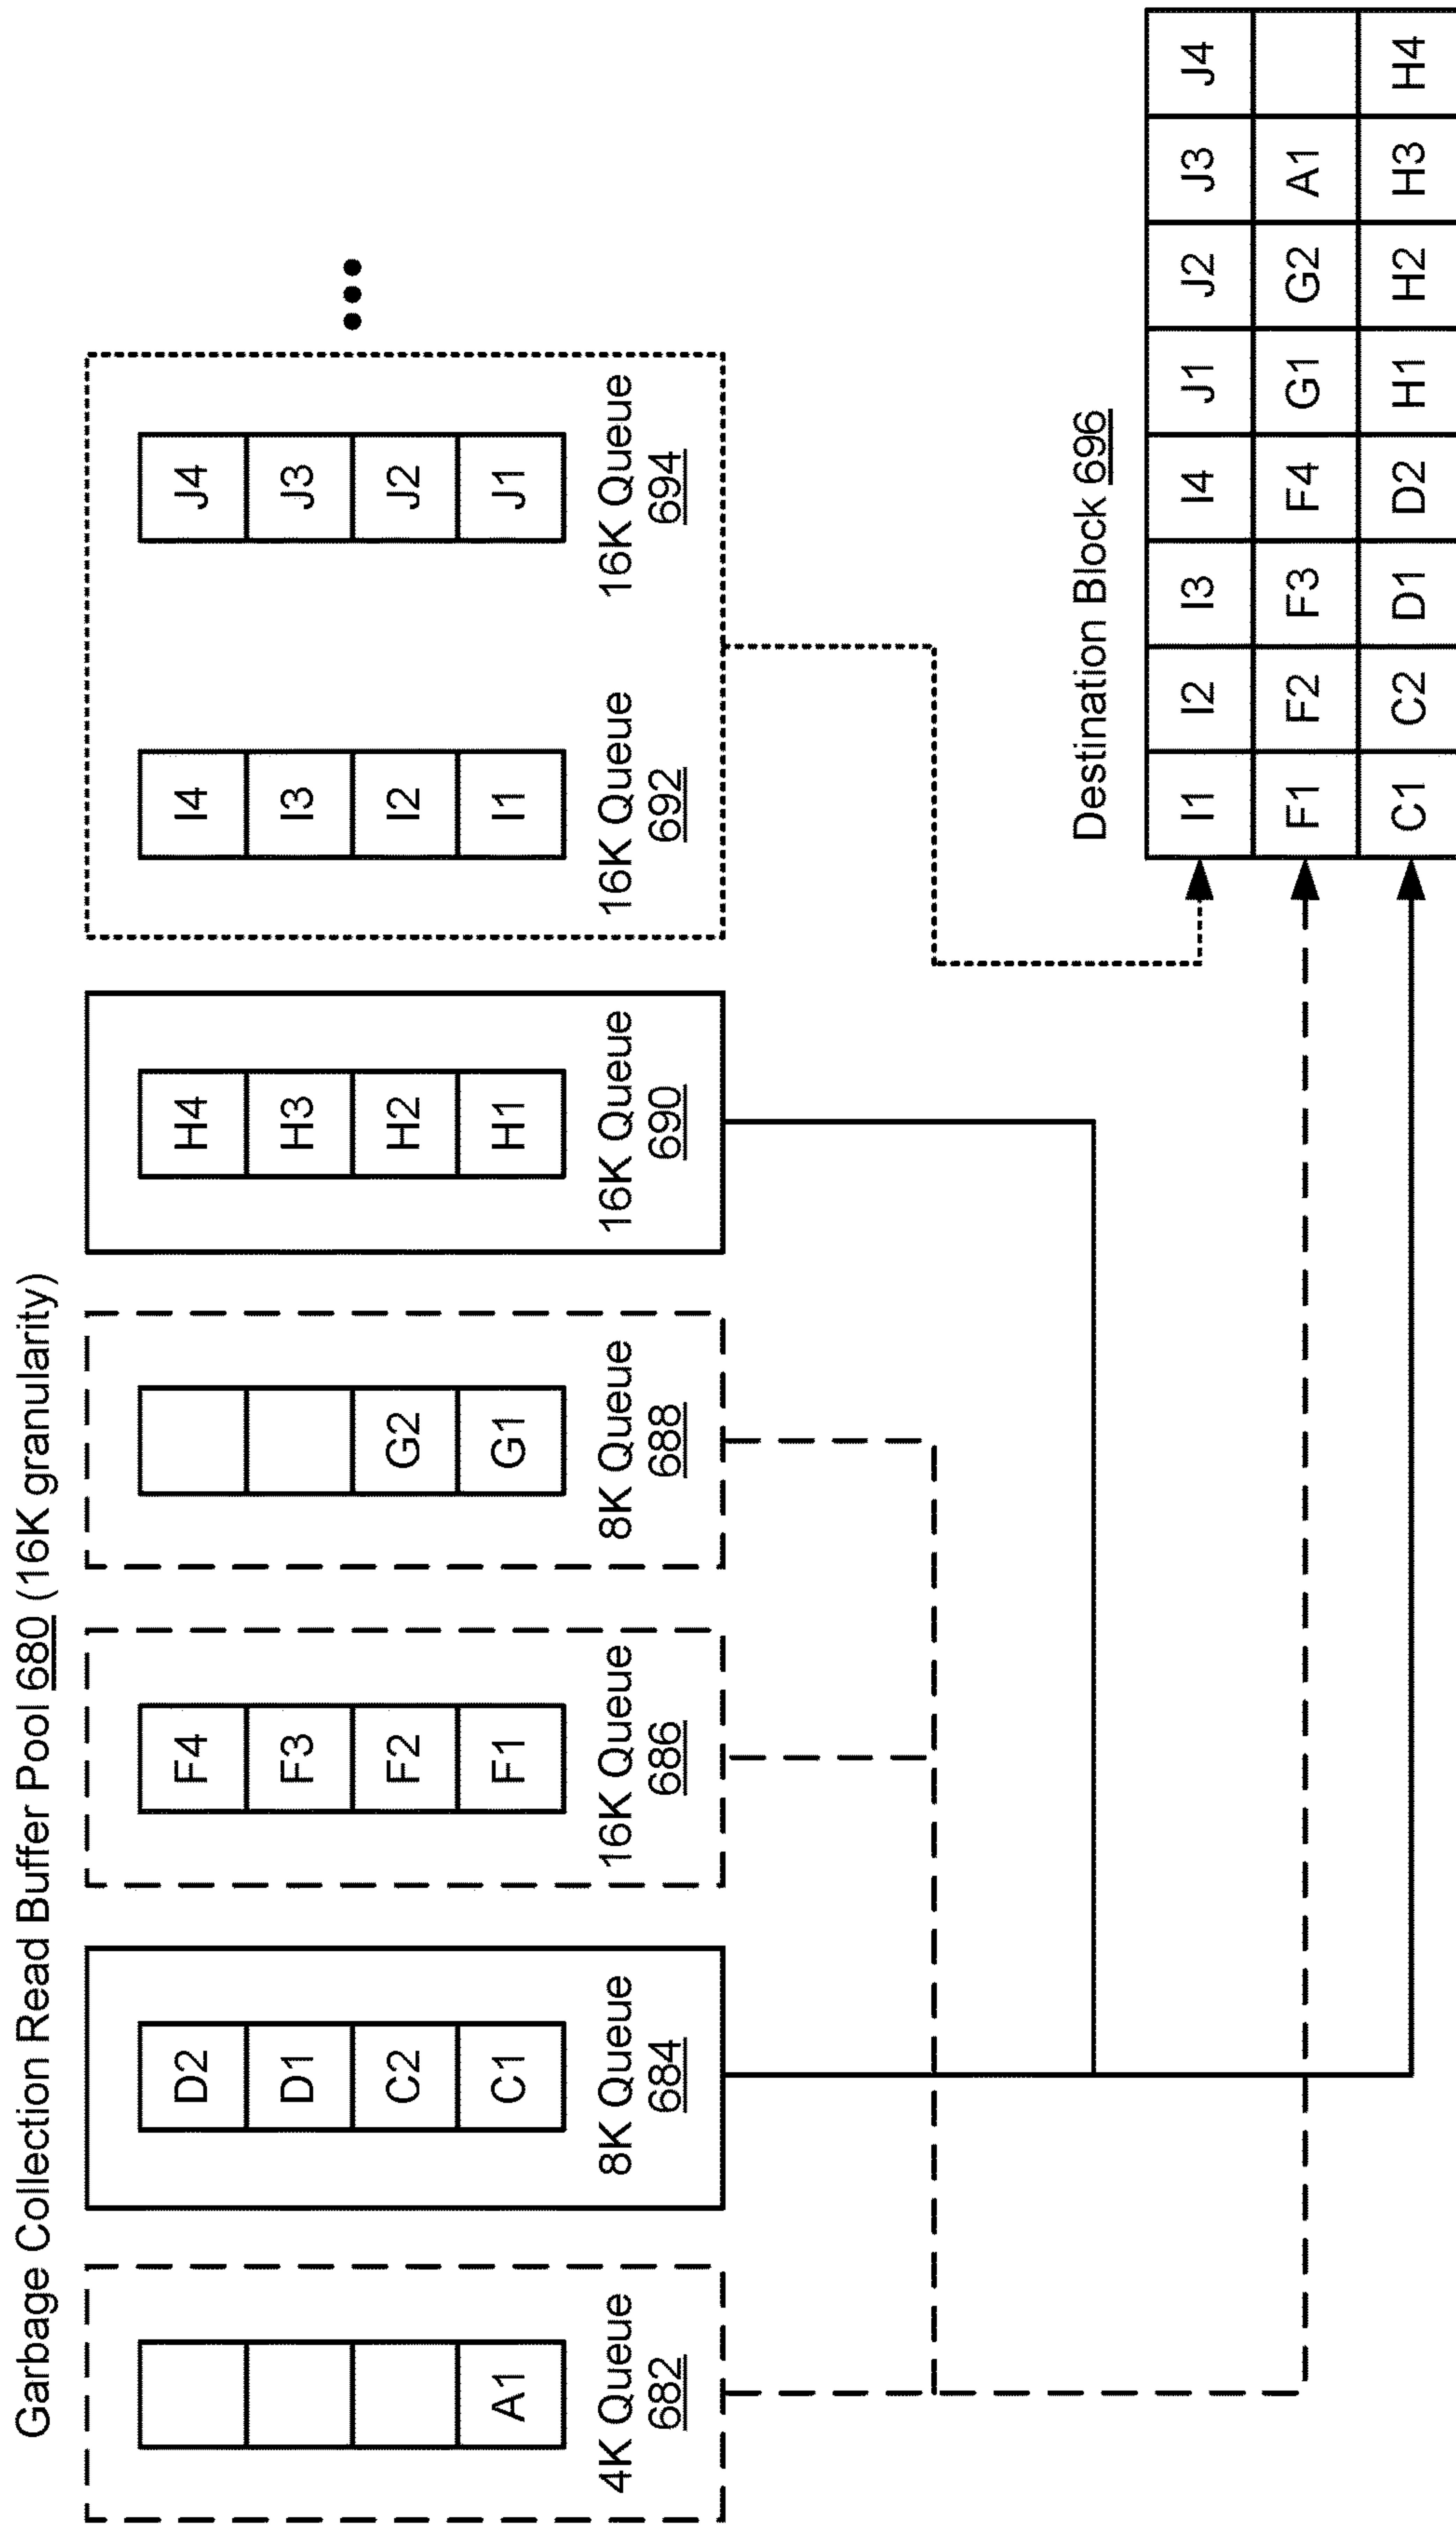 Garbage Collection Read Buffer Pool 680 (16K granularity)
A1
4K Queue
682
D2
D1
C2
C1
8K Queue
684
F4
F3
F2
F1
16K Queue
686
G2
G1
8K Queue
688
H4
H3
H2
H1
16K Queue
690
I4
I3
I2
I1
16K Queue
692
J4
J3
J2
J1
16K Queue
694
Destination Block 696
I1 I2 I3 I4 J1 J2 J3 J4
F1 F2 F3 F4 G1 G2 A1
C1 C2 D1 D2 H1 H2 H3 H4